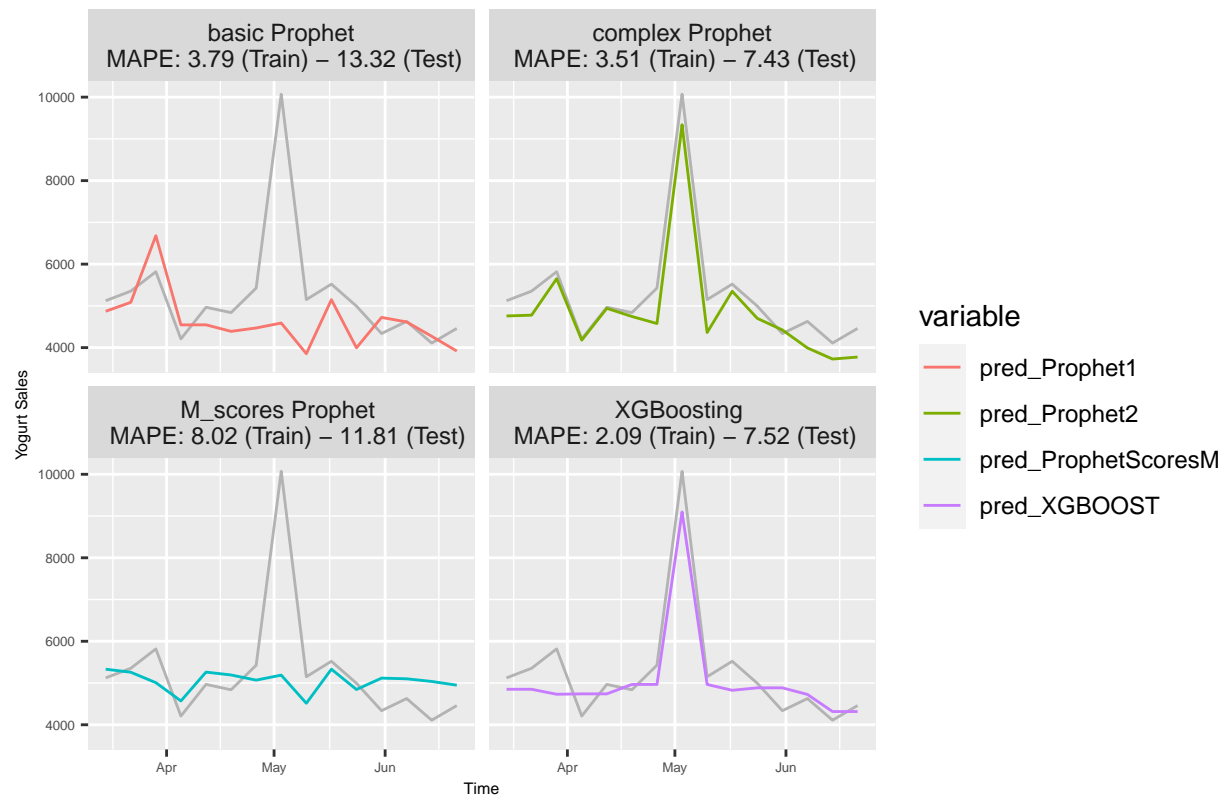 basic Prophet
MAPE: 3.79 (Train) – 13.32 (Test)
complex Prophet
MAPE: 3.51 (Train) – 7.43 (Test)
10000
8000
6000
4000
M_scores Prophet
MAPE: 8.02 (Train) – 11.81 (Test)
XGBoosting
MAPE: 2.09 (Train) – 7.52 (Test)
10000
8000
6000
4000
Yogurt Sales
Apr
May
Jun
Apr
May
Jun
Time
variable
pred_Prophet1
pred_Prophet2
pred_ProphetScoresM
pred_XGBOOST